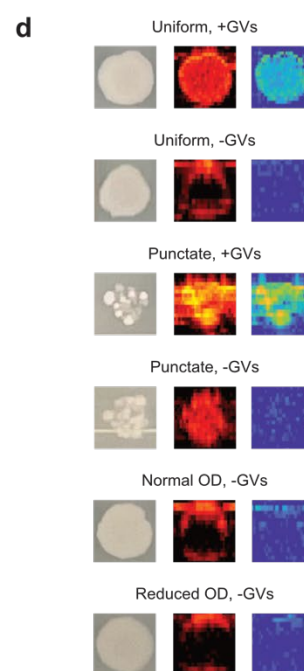 d
Uniform, +GVs
Uniform, -GVs
Punctate, +GVs
Punctate, -GVs
Normal OD, -GVs
Reduced OD, -GVs